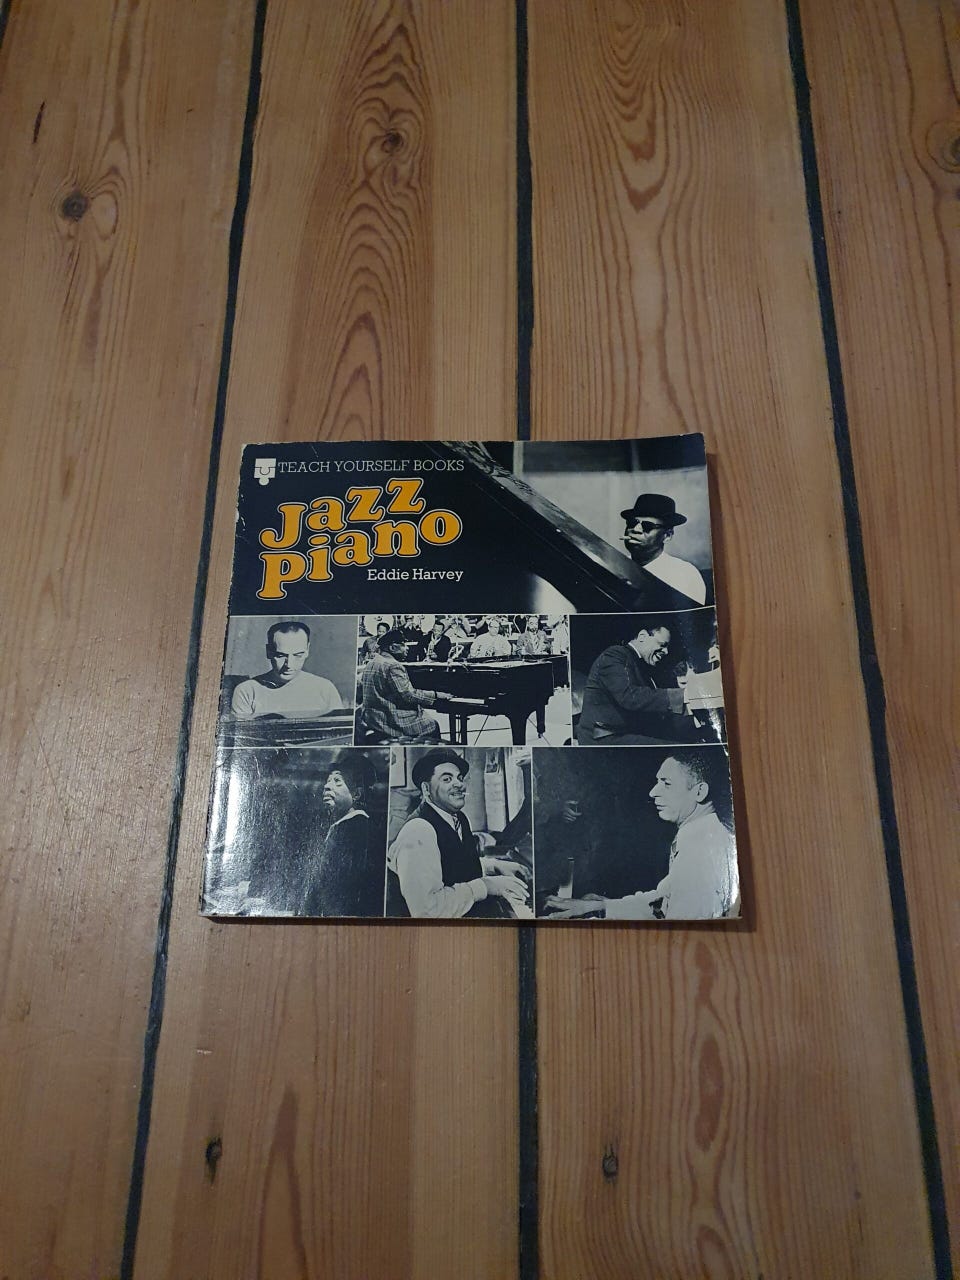 TEACH YOURSELF BOOKS
Jazz
piano
Eddie Harvey